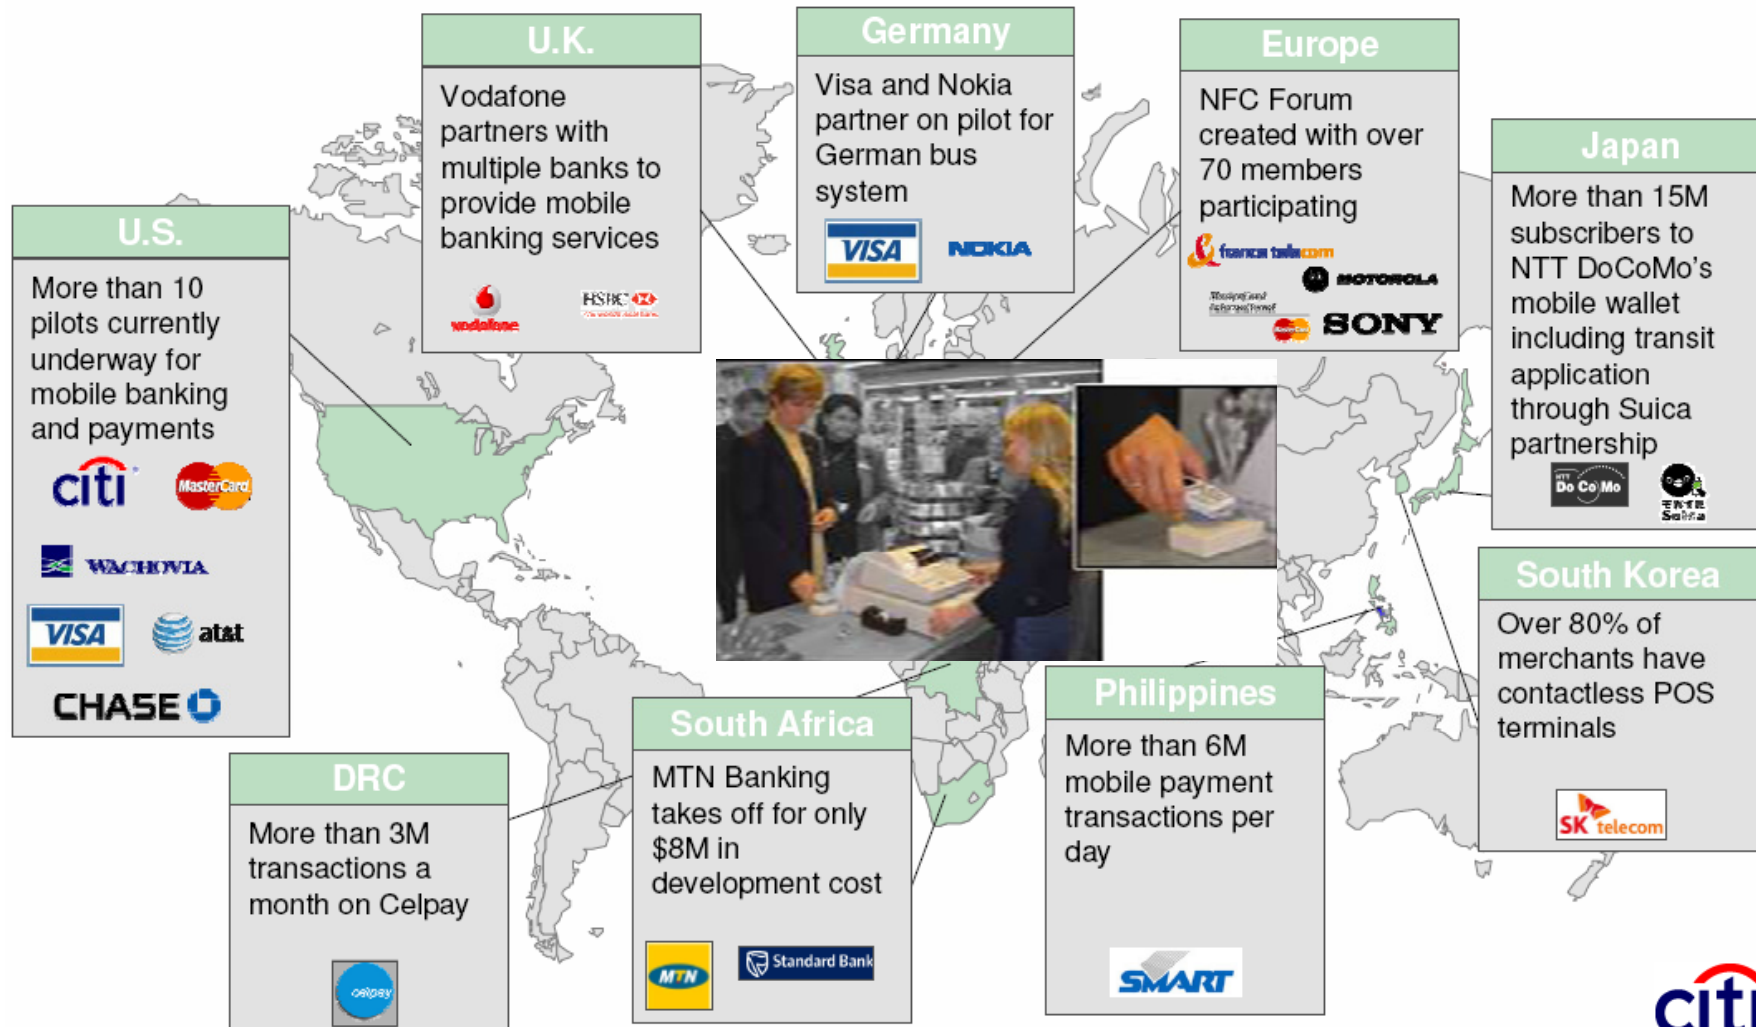 U.K.
Vodafone
partners with
multiple banks to
provide mobile
banking services
vodafone
HSBC
Germany
Visa and Nokia
partner on pilot for
German bus
system
VISA
NOKIA
Europe
NFC Forum
created with over
70 members
participating
france telecom
MOTOROLA
MasterCard
SONY
Japan
More than 15M
subscribers to
NTT DoCoMo's
mobile wallet
including transit
application
through Suica
partnership
NTT
DoCoMo
Suica
U.S.
More than 10
pilots currently
underway for
mobile banking
and payments
citi
MasterCard
WACHOVIA
VISA
at&t
CHASE
South Korea
Over 80% of
merchants have
contactless POS
terminals
SK telecom
DRC
More than 3M
transactions a
month on Celpay
celpay
South Africa
MTN Banking
takes off for only
$8M in
development cost
MTN
Standard Bank
Philippines
More than 6M
mobile payment
transactions per
day
SMART
citi